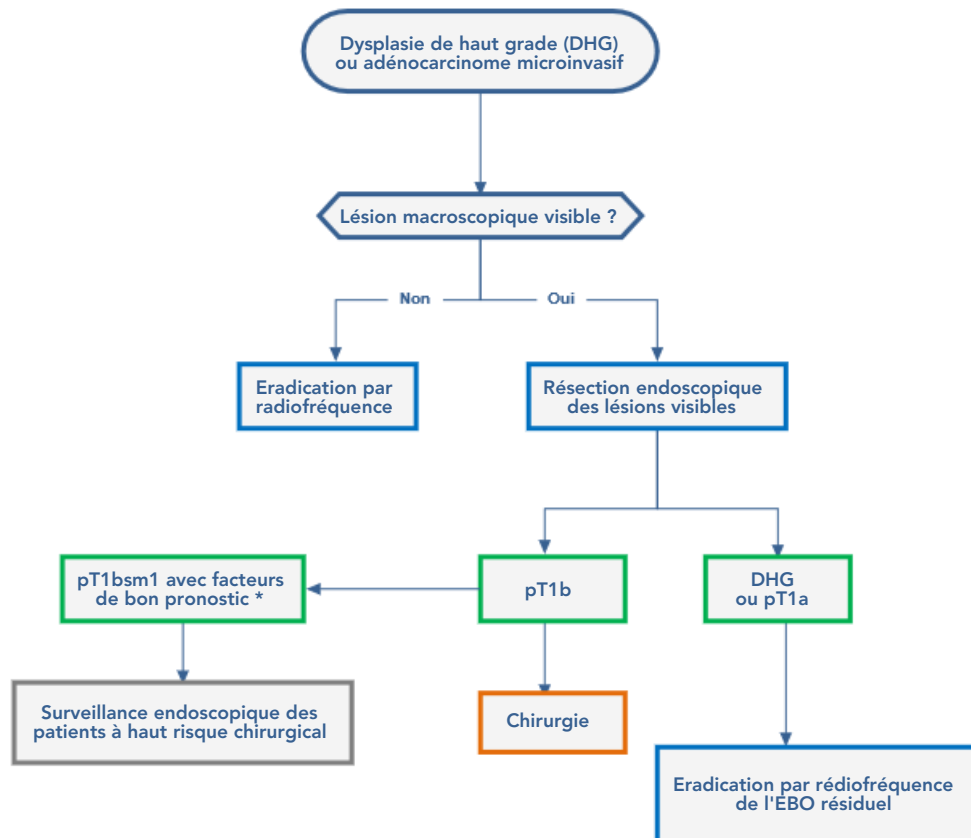 Dysplasie de haut grade (DHG)
ou adénocarcinome microinvasif
Lésion macroscopique visible ?
Non
Oui
Eradication par
radiofréquence
Résection endoscopique
des lésions visibles
pT1bsm1 avec facteurs
de bon pronostic *
pT1b
DHG
ou pT1a
Surveillance endoscopique des
patients à haut risque chirurgical
Chirurgie
Eradication par rédiofréquence
de l'EBO résiduel